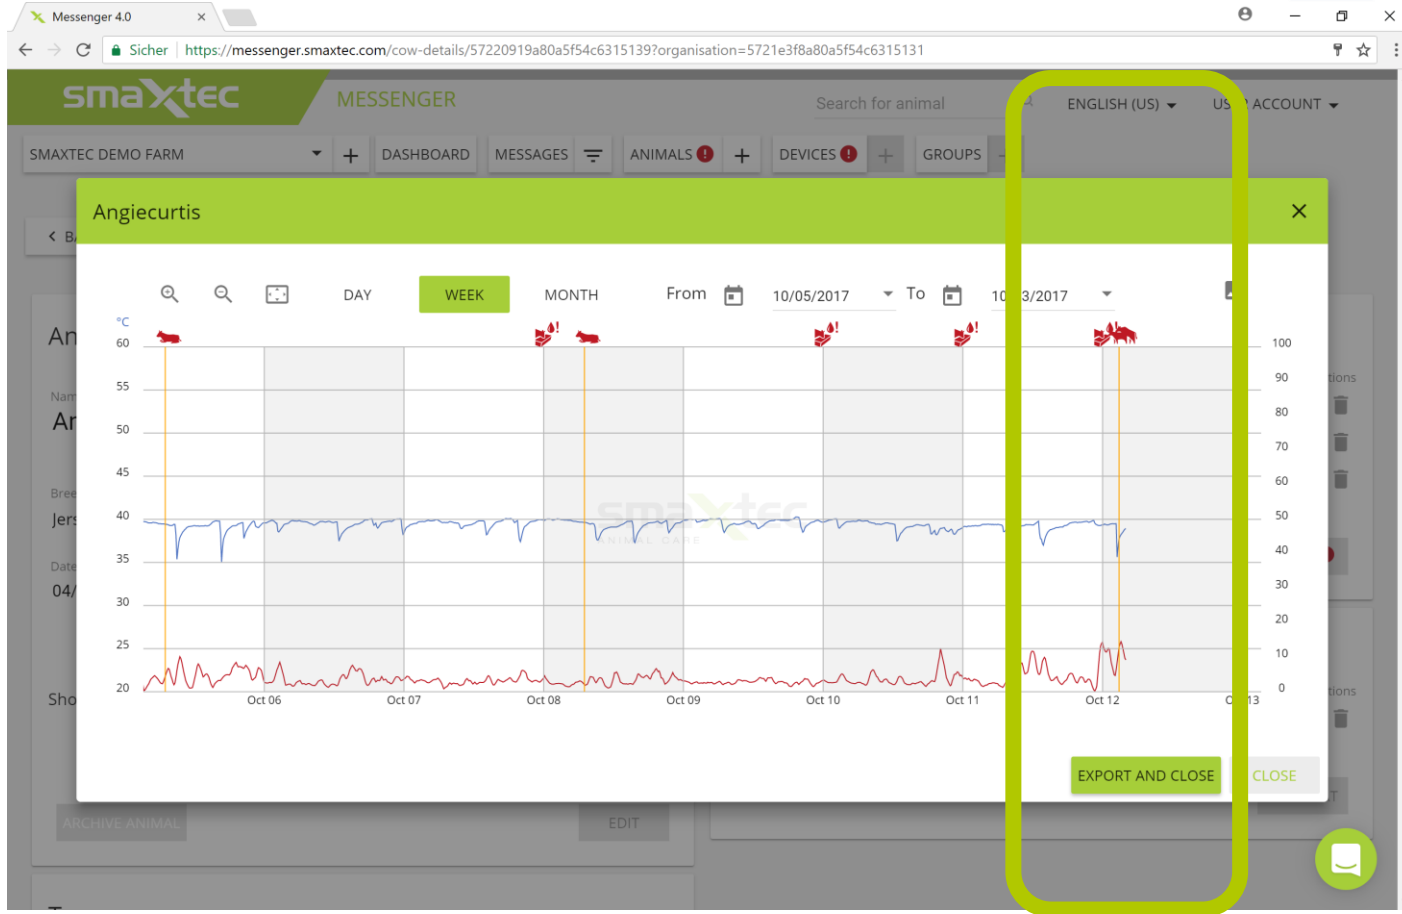 Messenger 4.0
Sicher https://messenger.smaxtec.com/cow-details/57220919a80a5f54c6315139?organisation=5721e3f8a80a5f54c6315131
smaxtec MESSENGER Search for animal ENGLISH (US) ACCOUNT
SMAXTEC DEMO FARM DASHBOARD MESSAGES ANIMALS DEVICES GROUPS
Angiecurtis
DAY WEEK MONTH From 10/05/2017 To
°C
60 100
55 90
50 80
45 70
40 60
35 50
30 40
25 30
20 20
10
0
smaxtec
ANIMAL CARE
Oct 06 Oct 07 Oct 08 Oct 09 Oct 10 Oct 11 Oct 12
04/
EXPORT AND CLOSE CLOSE
ARCHIVE ANIMAL EDIT